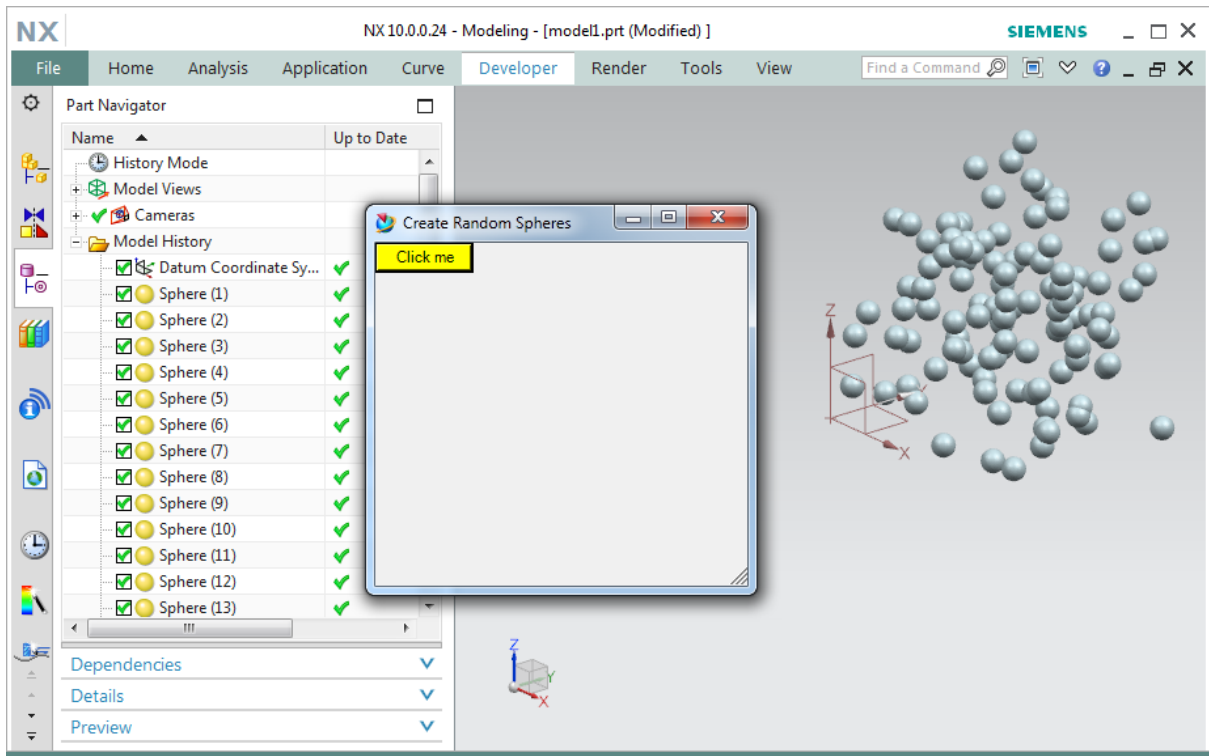 NX
NX 10.0.0.24 - Modeling - [model1.prt (Modified) ]
SIEMENS
File Home Analysis Application Curve Developer Render Tools View Find a Command
Part Navigator
Name Up to Date
History Mode
Model Views
Cameras
Model History
Datum Coordinate Sy...
Sphere (1)
Sphere (2)
Sphere (3)
Sphere (4)
Sphere (5)
Sphere (6)
Sphere (7)
Sphere (8)
Sphere (9)
Sphere (10)
Sphere (11)
Sphere (12)
Sphere (13)
Dependencies
Details
Preview
Create Random Spheres
Click me
Z
X
Z
Y
X